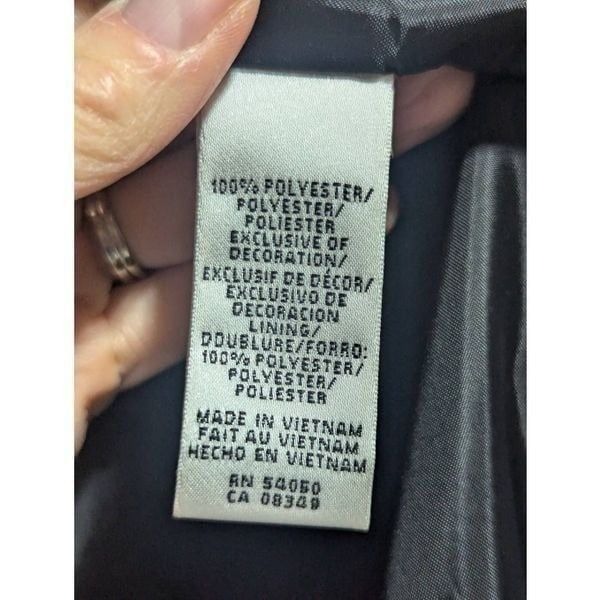 100% POLYESTER/
POLYESTER/
POLIESTER
EXCLUSIVE OF
DECORATION/
EXCLUSIF DE DÉCOR/
EXCLUSIVO DE
DECORACION
LINING/
DOUBLURE/FORRO:
100% POLYESTER/
POLYESTER/
POLIESTER
MADE IN VIETNAM
FAIT AU VIETNAM
HECHO EN VIETNAM
RN 54050
CA 08349